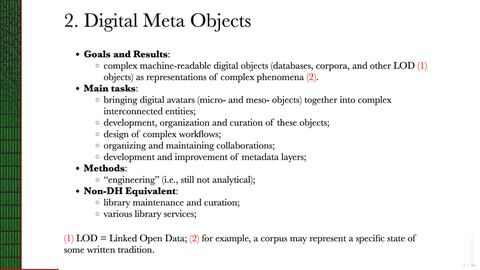 2. Digital Meta Objects
• Goals and Results:
○ complex machine-readable digital objects (databases, corpora, and other LOD (1)
objects) as representations of complex phenomena (2).
• Main tasks:
○ bringing digital avatars (micro- and meso- objects) together into complex
interconnected entities;
○ development, organization and curation of these objects;
○ design of complex workflows;
○ organizing and maintaining collaborations;
○ development and improvement of metadata layers;
• Methods:
○ “engineering” (i.e., still not analytical);
• Non-DH Equivalent:
○ library maintenance and curation;
○ various library services;
(1) LOD = Linked Open Data; (2) for example, a corpus may represent a specific state of
some written tradition.